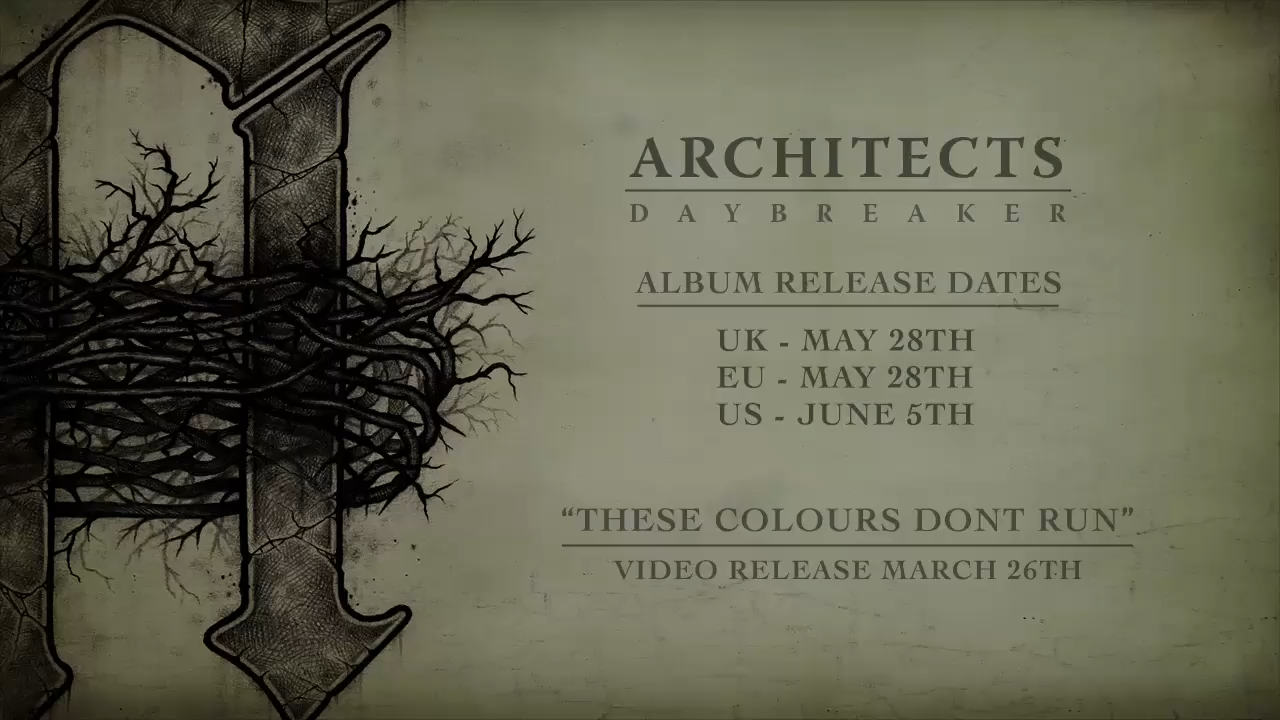 ARCHITECTS
DAYBREAKER
ALBUM RELEASE DATES
UK - MAY 28TH
EU - MAY 28TH
US - JUNE 5TH
“THESE COLOURS DONT RUN”
VIDEO RELEASE MARCH 26TH